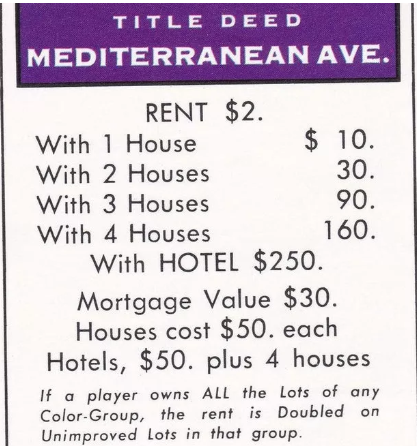 TITLE DEED
MEDITERRANEAN AVE.
RENT $2.
With 1 House $ 10.
With 2 Houses 30.
With 3 Houses 90.
With 4 Houses 160.
With HOTEL $250.
Mortgage Value $30.
Houses cost $50. each
Hotels, $50. plus 4 houses
If a player owns ALL the Lots of any
Color-Group, the rent is Doubled on
Unimproved Lots in that group.